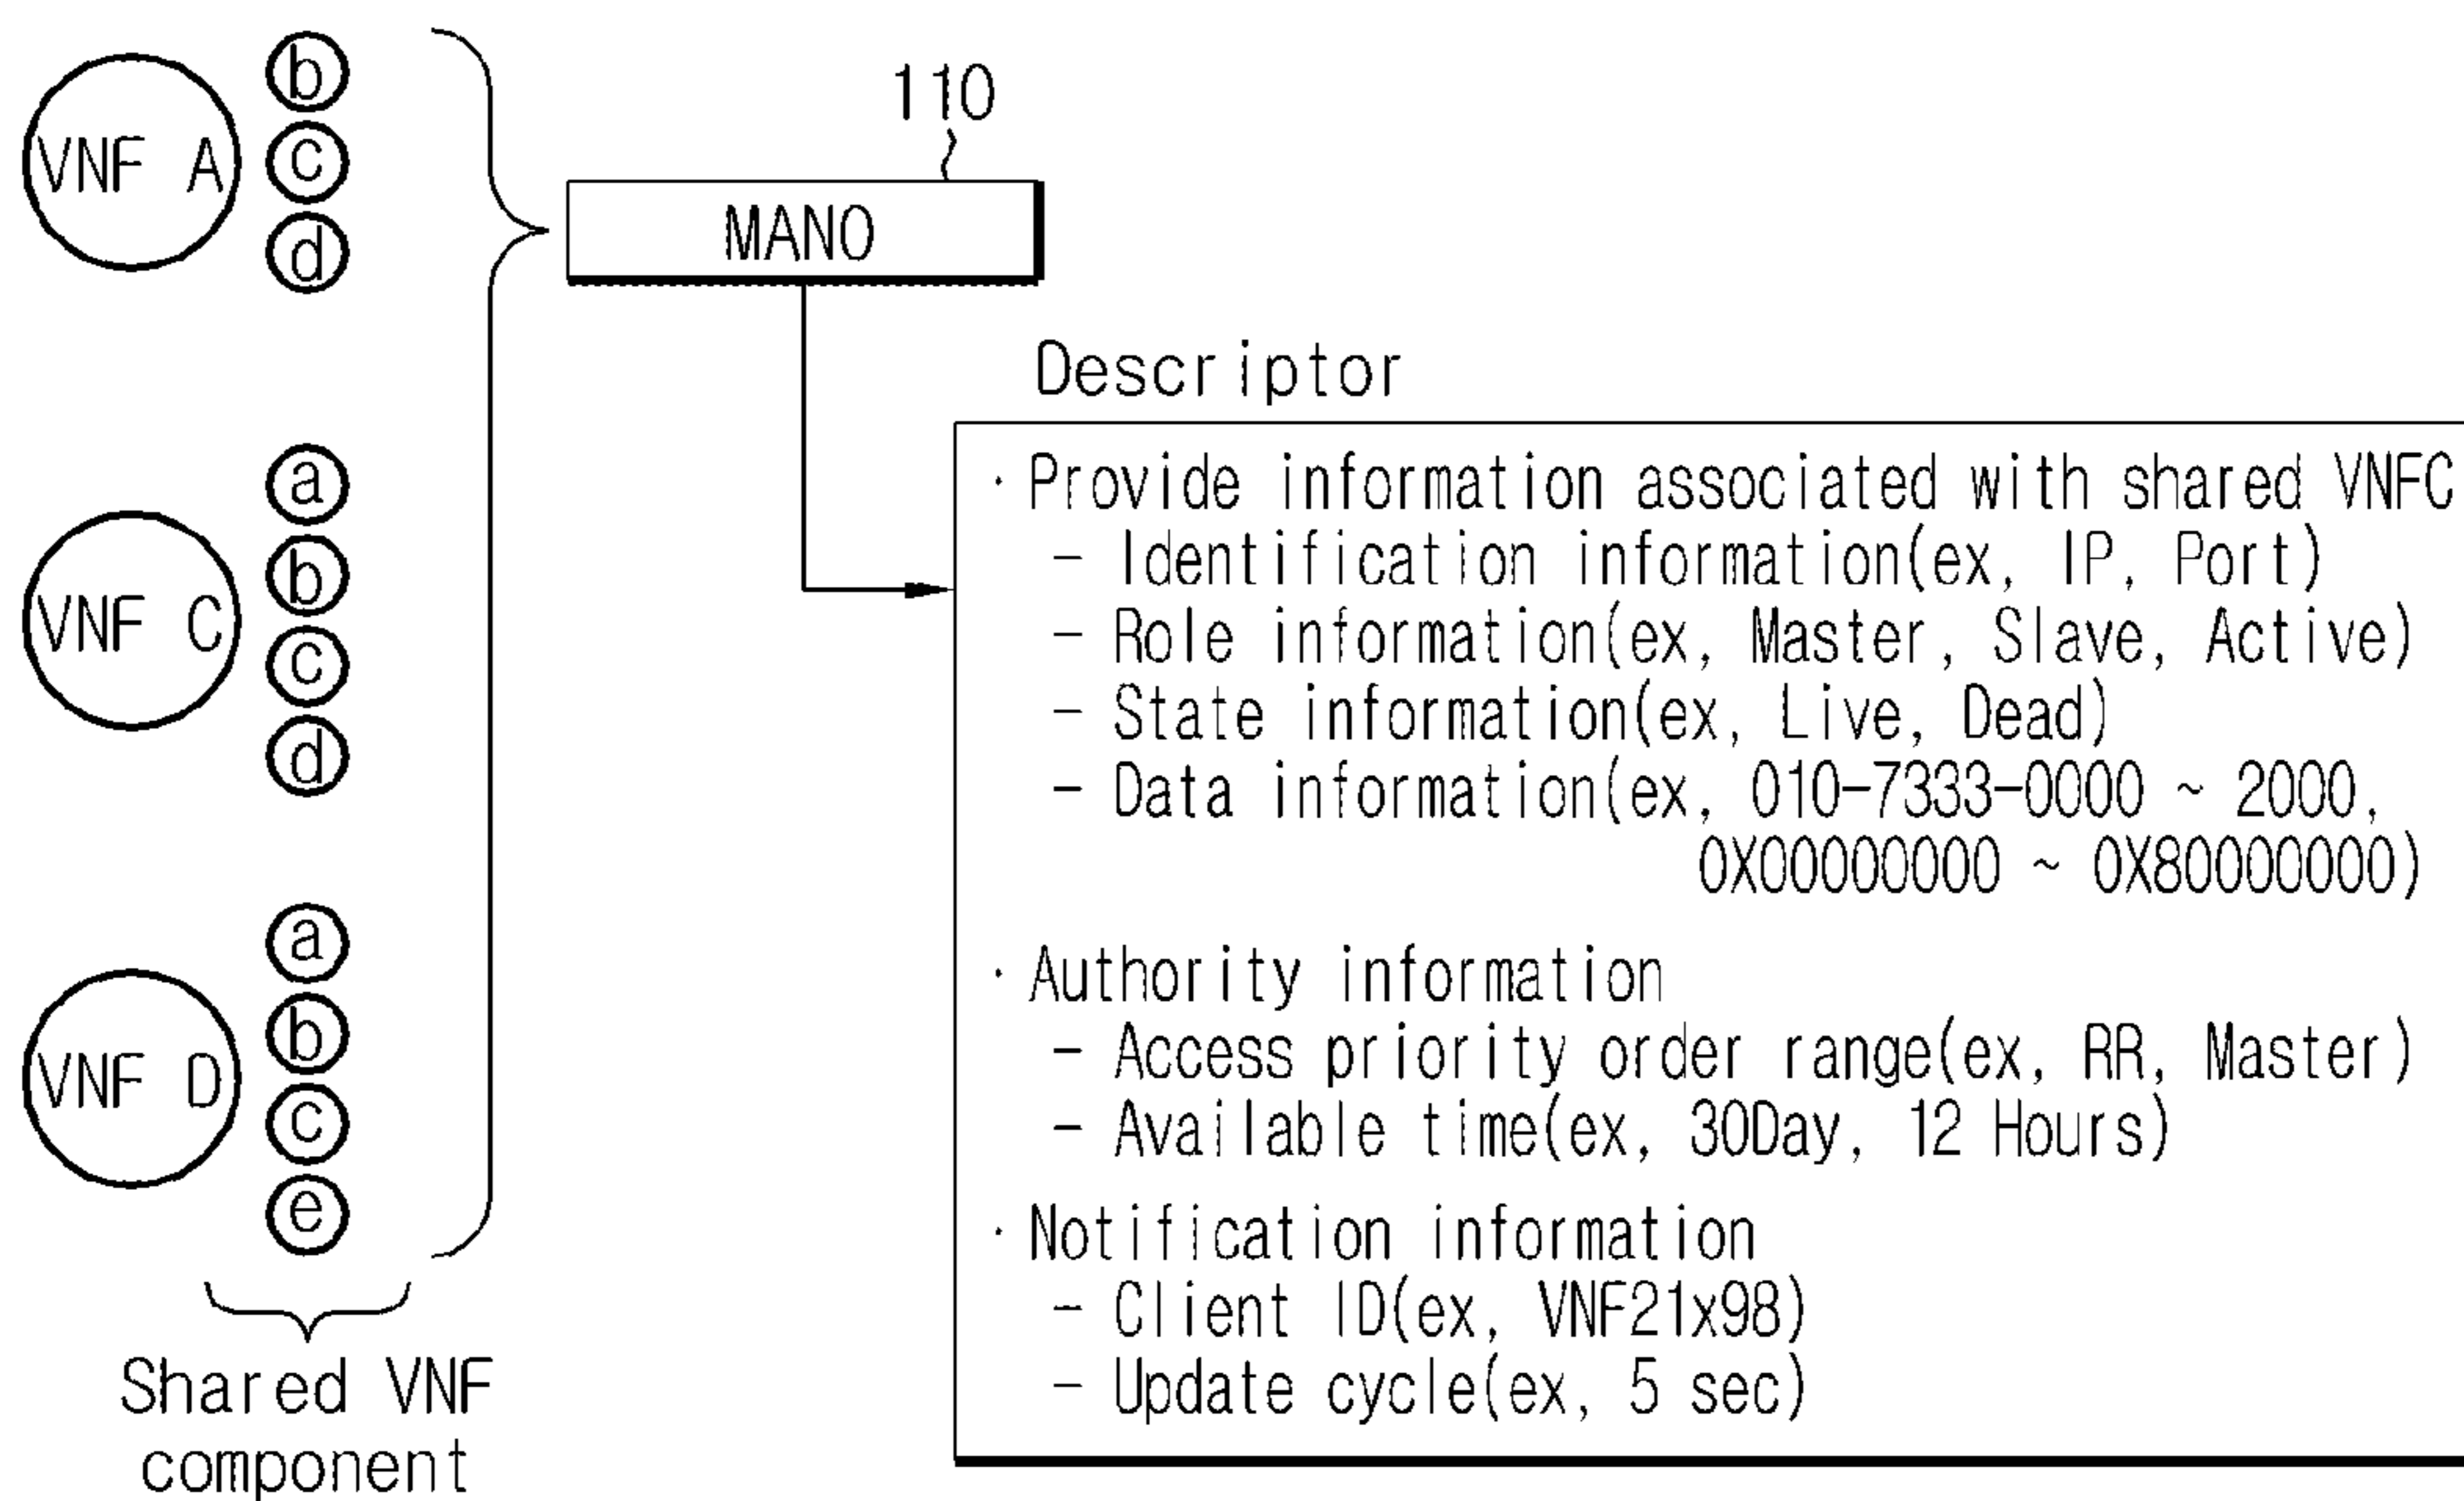 VNF A
b
c
d
VNF C
a
b
c
d
VNF D
a
b
c
e
Shared VNF
component
110
MANO
Descriptor
· Provide information associated with shared VNFC
- Identification information(ex, IP, Port)
- Role information(ex, Master, Slave, Active)
- State information(ex, Live, Dead)
- Data information(ex, 010-7333-0000 ~ 2000,
0X00000000 ~ 0X80000000)
· Authority information
- Access priority order range(ex, RR, Master)
- Available time(ex, 30Day, 12 Hours)
· Notification information
- Client ID(ex, VNF21x98)
- Update cycle(ex, 5 sec)